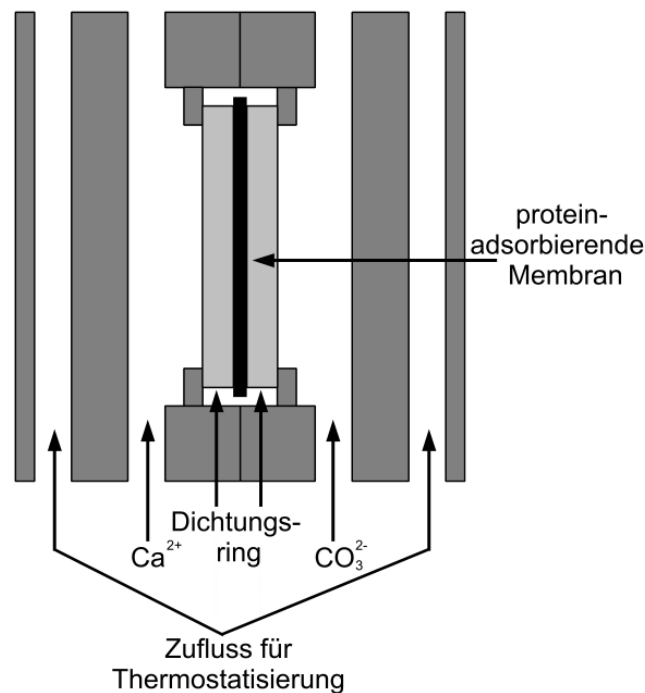 protein-
adsorbierende
Membran
Dichtungs-
ring
Ca²⁺
CO₃²⁻
Zufluss für
Thermostatisierung